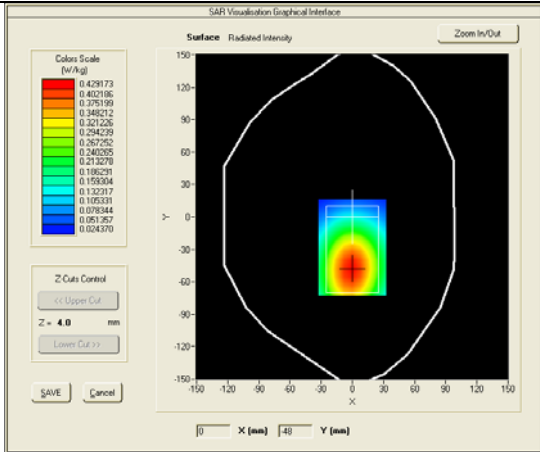 SAR Visualisation Graphical Interface
Surface Radiated Intensity
Zoom In/Out
Colors Scale
(W/kg)
0.429173
0.402186
0.375199
0.348212
0.321226
0.294239
0.267252
0.240265
0.213278
0.186291
0.159304
0.132317
0.105331
0.078344
0.051357
0.024370
150
120
90
60
30
Y
0
-30
-60
-90
-120
-150
-150 -120 -90 -60 -30 0 30 60 90 120 150
X
Z Cuts Control
<< Upper Cut
Z = 4.0 mm
Lower Cut >>
SAVE Cancel
0 X (mm) -48 Y (mm)